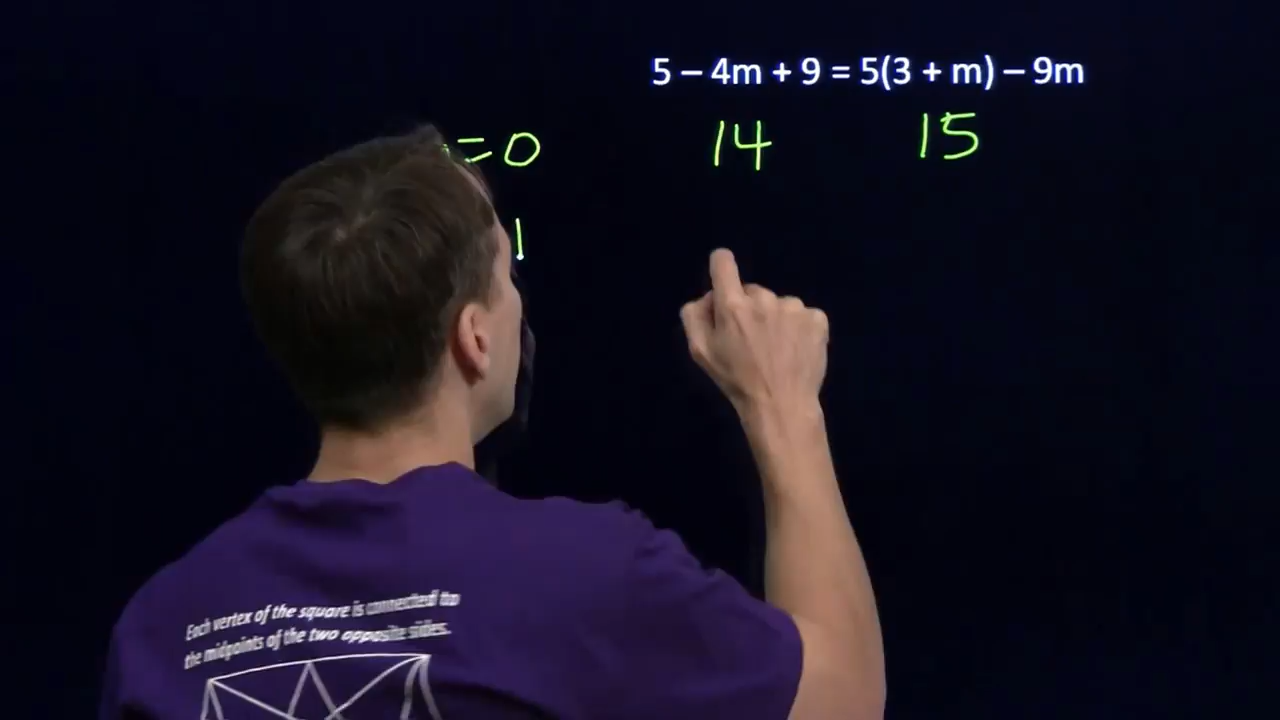 5 – 4m + 9 = 5(3 + m) – 9m
= 0 14 15
1
Each vertex of the square is connected to
the midpoints of the two opposite sides.